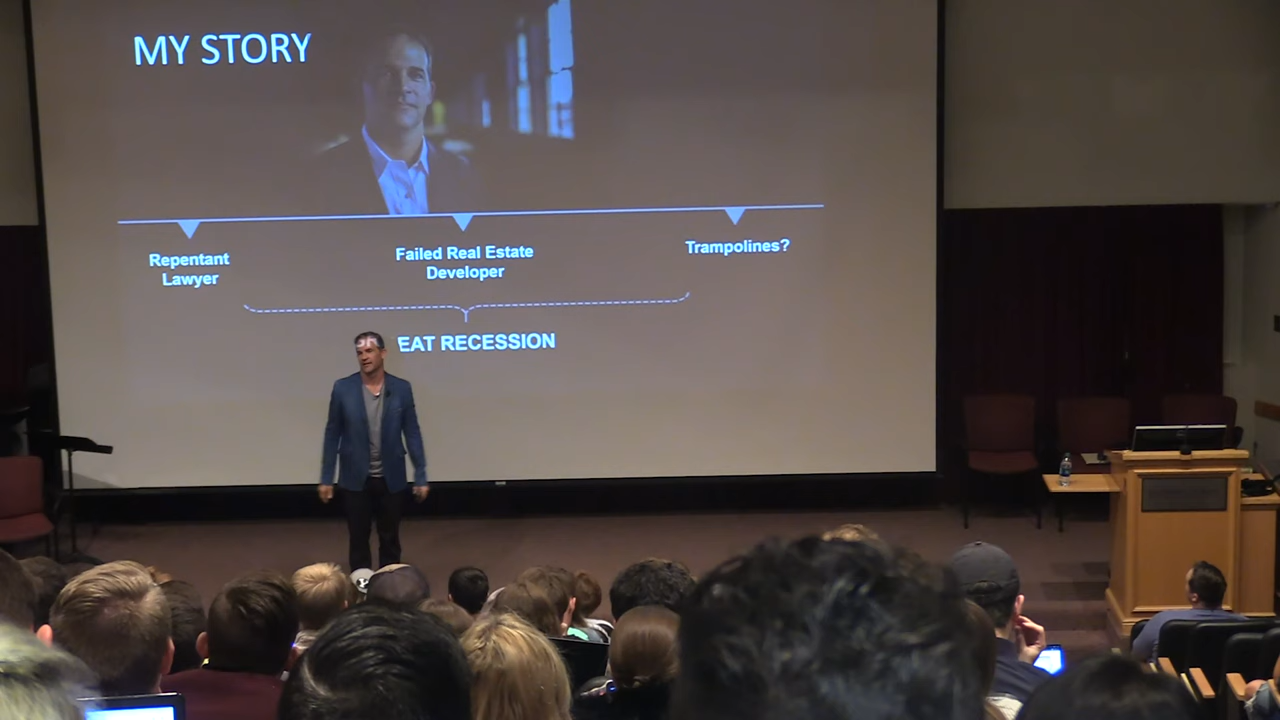 MY STORY
Repentant
Lawyer
Failed Real Estate
Developer
Trampolines?
EAT RECESSION